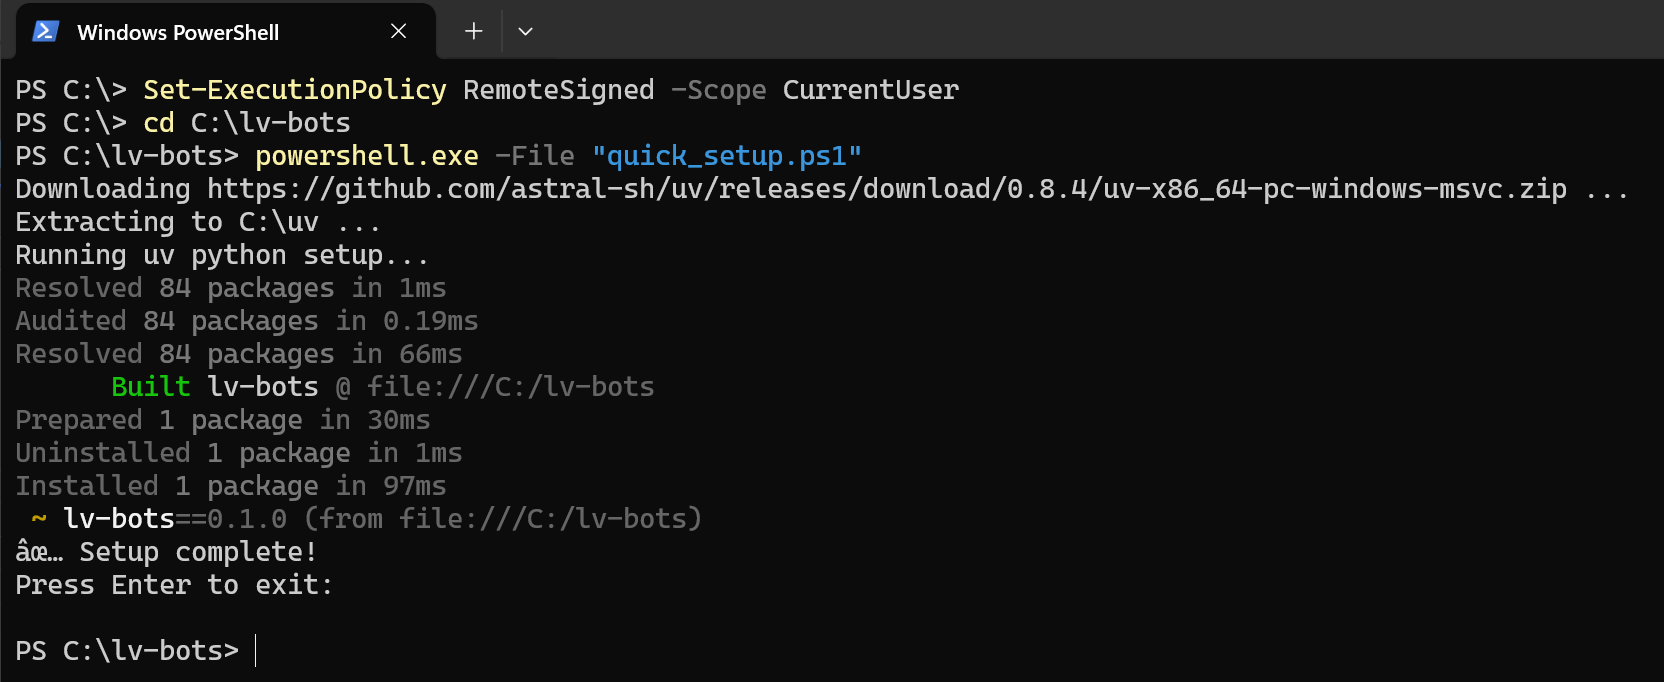 Windows PowerShell
PS C:\> Set-ExecutionPolicy RemoteSigned -Scope CurrentUser
PS C:\> cd C:\lv-bots
PS C:\lv-bots> powershell.exe -File "quick_setup.ps1"
Downloading https://github.com/astral-sh/uv/releases/download/0.8.4/uv-x86_64-pc-windows-msvc.zip ...
Extracting to C:\uv ...
Running uv python setup...
Resolved 84 packages in 1ms
Audited 84 packages in 0.19ms
Resolved 84 packages in 66ms
      Built lv-bots @ file:///C:/lv-bots
Prepared 1 package in 30ms
Uninstalled 1 package in 1ms
Installed 1 package in 97ms
 ~ lv-bots==0.1.0 (from file:///C:/lv-bots)
âœ… Setup complete!
Press Enter to exit:
PS C:\lv-bots>